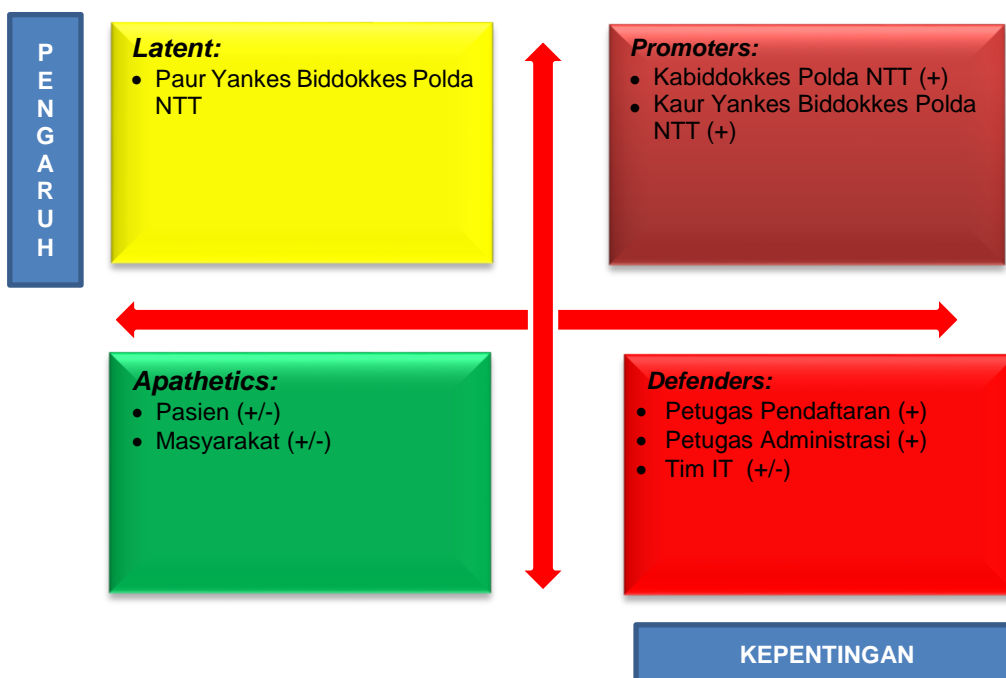 PENGARUH
Latent:
• Paur Yankes Biddokkes Polda
NTT
Promoters:
• Kabiddokkes Polda NTT (+)
• Kaur Yankes Biddokkes Polda
NTT (+)
Apathetics:
• Pasien (+/-)
• Masyarakat (+/-)
Defenders:
• Petugas Pendaftaran (+)
• Petugas Administrasi (+)
• Tim IT (+/-)
KEPENTINGAN